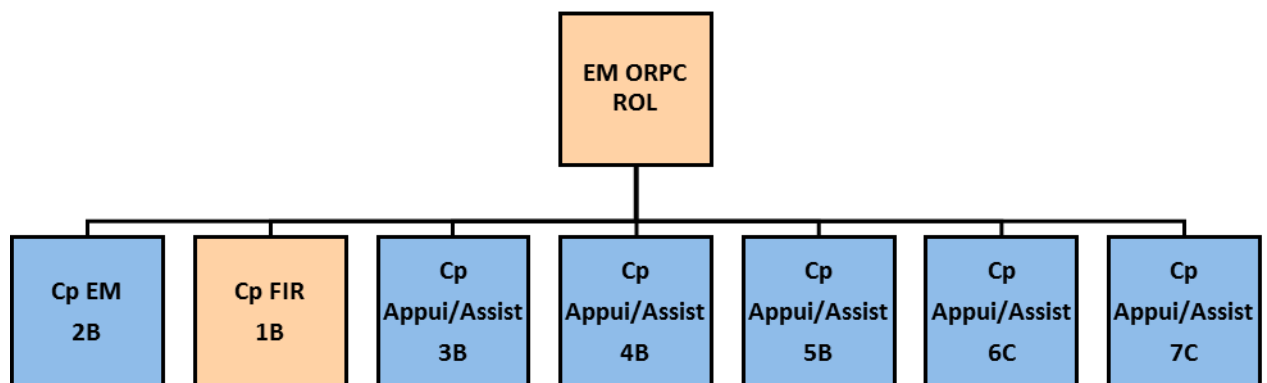 EM ORPC
ROL
Cp EM
2B
Cp FIR
1B
Cp
Appui/Assist
3B
Cp
Appui/Assist
4B
Cp
Appui/Assist
5B
Cp
Appui/Assist
6C
Cp
Appui/Assist
7C